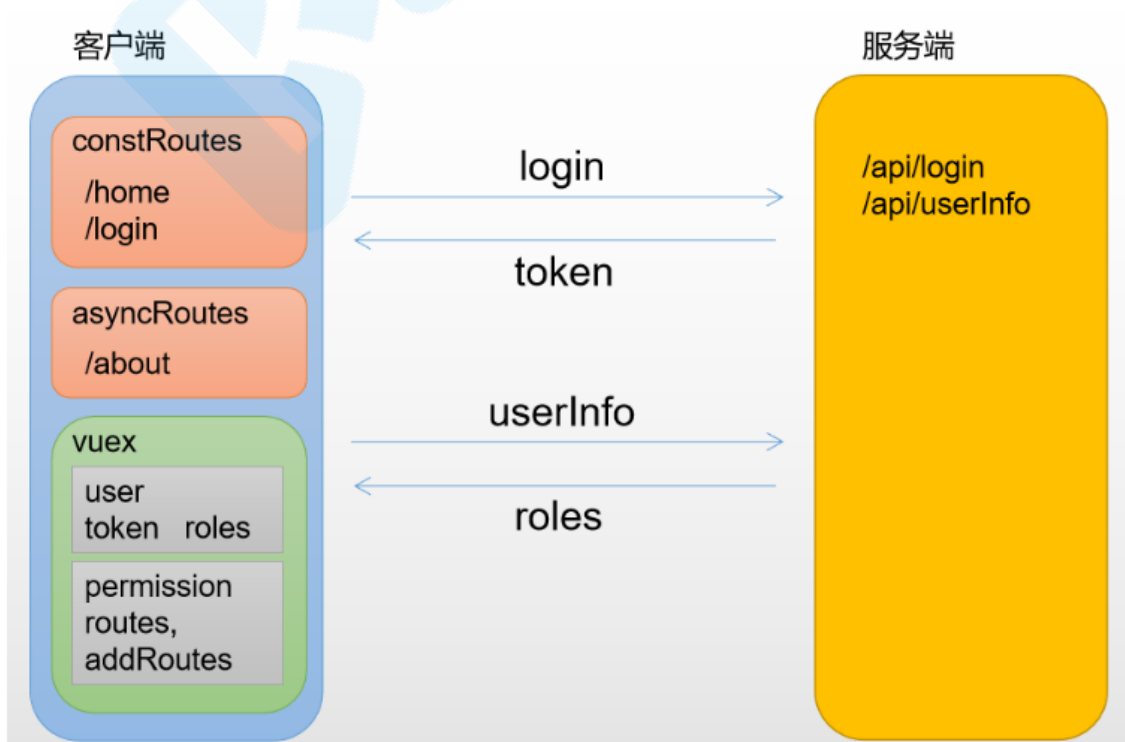 客户端
constRoutes
/home
/login
asyncRoutes
/about
vuex
user
token roles
permission
routes,
addRoutes
login
token
userInfo
roles
服务端
/api/login
/api/userInfo